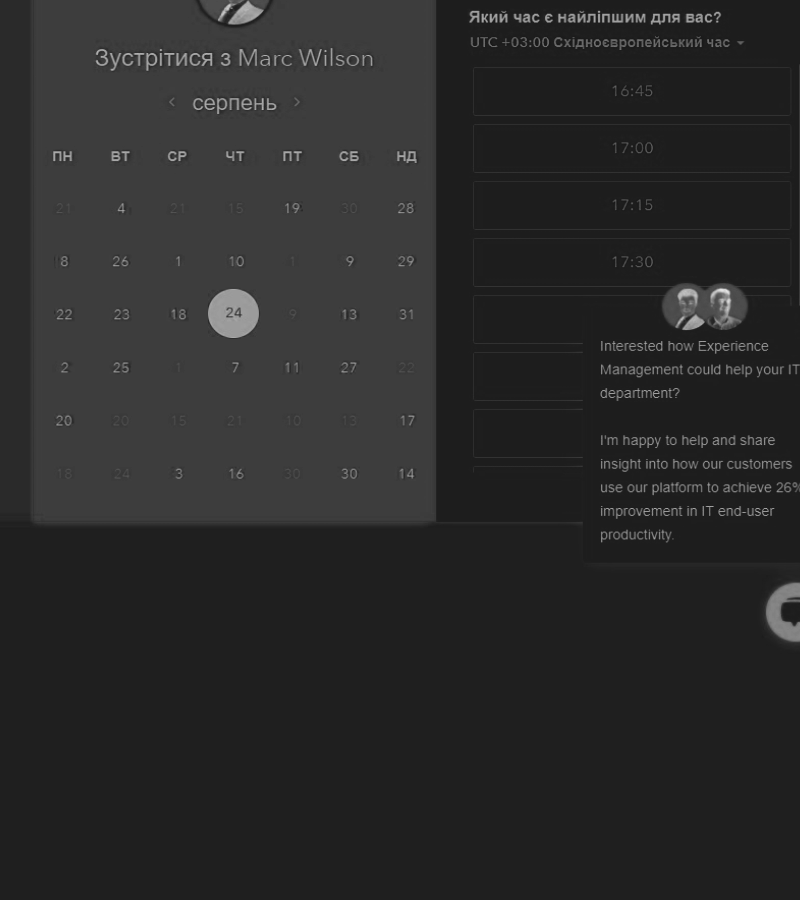 Зустрітися з Marc Wilson
серпень
ПН ВТ СР ЧТ ПТ СБ НД
21 4 21 15 19 30 28
8 26 1 10 1 9 29
22 23 18 24 9 13 31
2 25 1 7 11 27 22
20 20 15 21 10 13 17
18 24 3 16 30 30 14
Який час є найліпшим для вас?
UTC +03:00 Східноєвропейський час
16:45
17:00
17:15
17:30
Interested how Experience
Management could help your IT
department?
I'm happy to help and share
insight into how our customers
use our platform to achieve 26%
improvement in IT end-user
productivity.